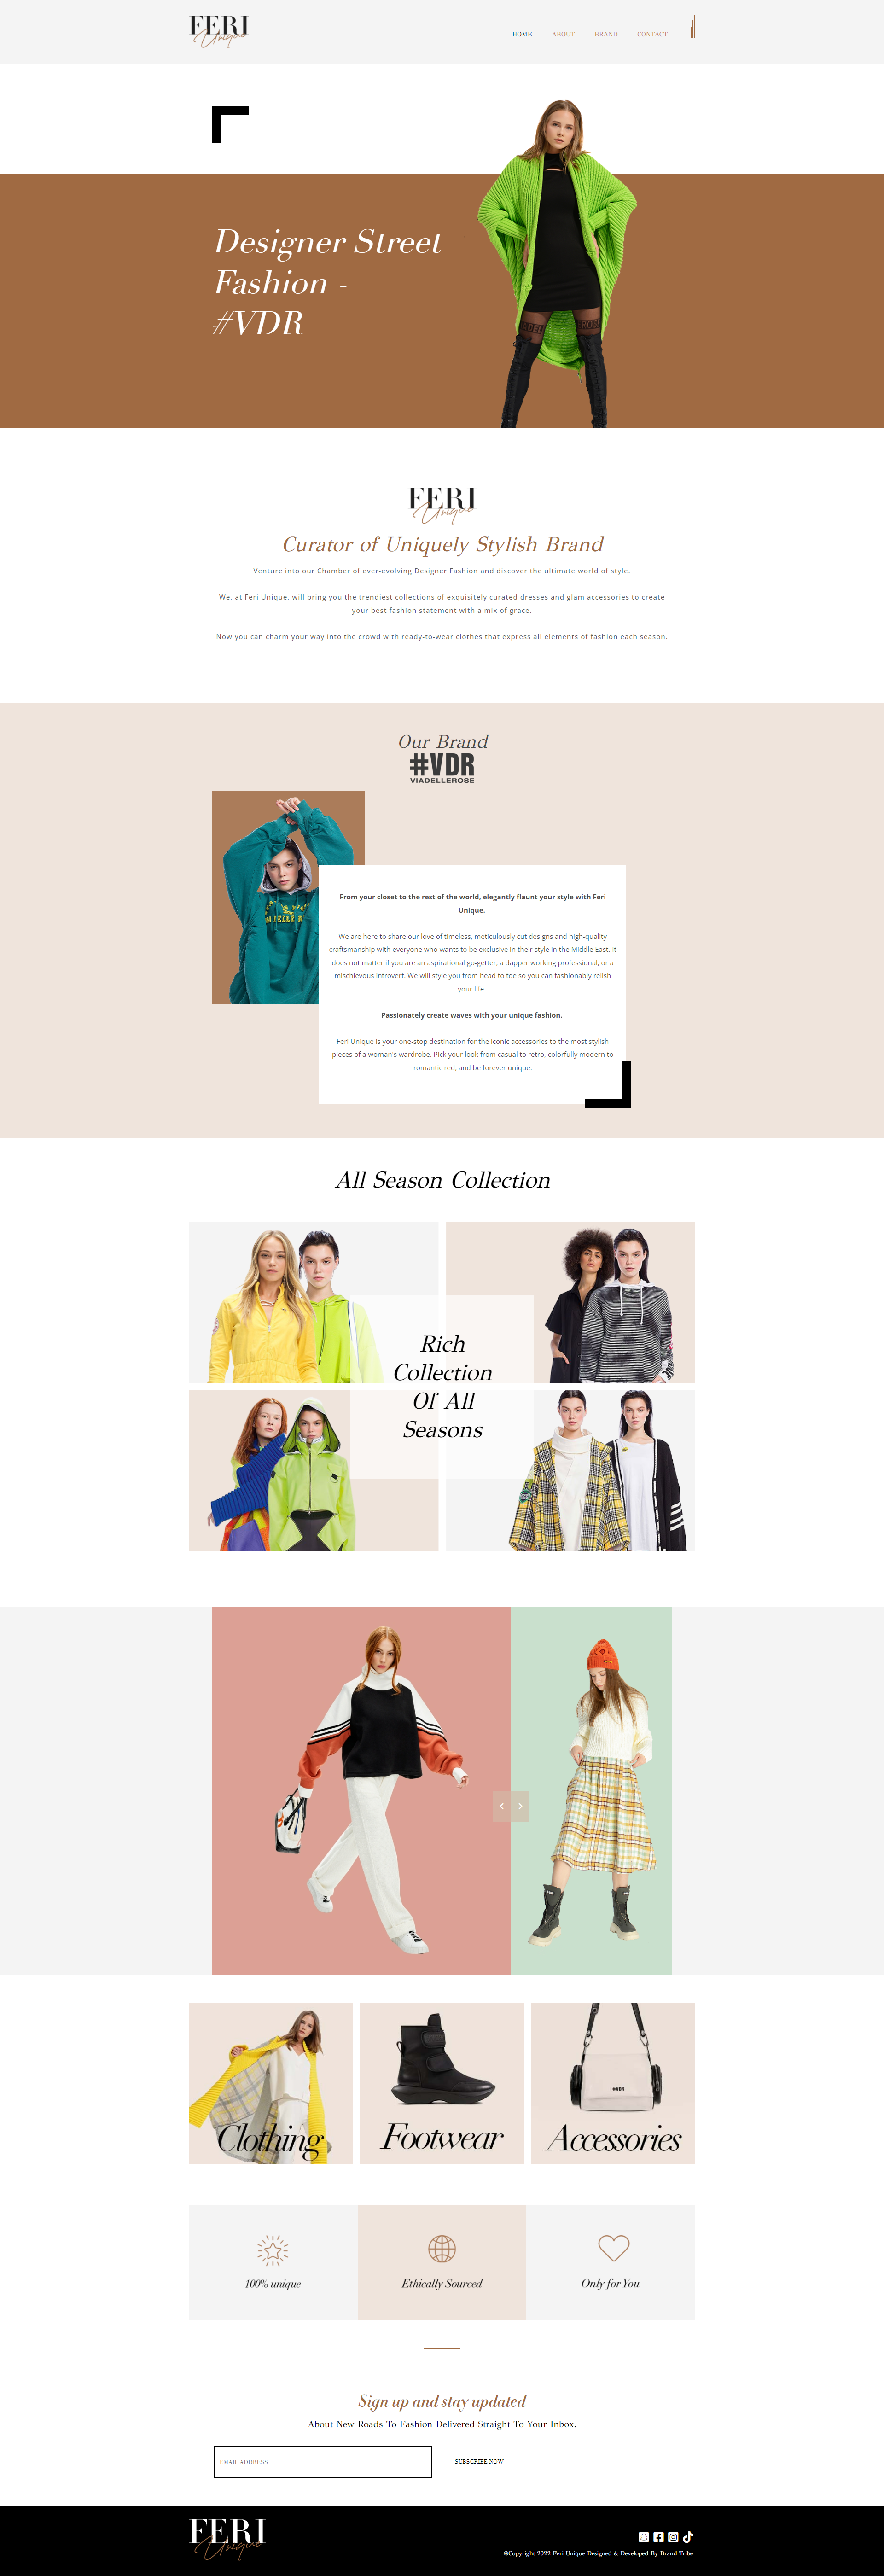 FERI
Unique
HOME ABOUT BRAND CONTACT
Designer Street
Fashion -
#VDR
FERI
Unique
Curator of Uniquely Stylish Brand
Venture into our Chamber of ever-evolving Designer Fashion and discover the ultimate world of style.
We, at Feri Unique, will bring you the trendiest collections of exquisitely curated dresses and glam accessories to create
your best fashion statement with a mix of grace.
Now you can charm your way into the crowd with ready-to-wear clothes that express all elements of fashion each season.
Our Brand
#VDR
VIADELLEROSE
From your closet to the rest of the world, elegantly flaunt your style with Feri
Unique.
We are here to share our love of timeless, meticulously cut designs and high-quality
craftsmanship with everyone who wants to be exclusive in their style in the Middle East. It
does not matter if you are an aspirational go-getter, a dapper working professional, or a
mischievous introvert. We will style you from head to toe so you can fashionably relish
your life.
Passionately create waves with your unique fashion.
Feri Unique is your one-stop destination for the iconic accessories to the most stylish
pieces of a woman's wardrobe. Pick your look from casual to retro, colorfully modern to
romantic red, and be forever unique.
All Season Collection
Rich
Collection
Of All
Seasons
Clothing
Footwear
#VDR
Accessories
100% unique
Ethically Sourced
Only for You
Sign up and stay updated
About New Roads To Fashion Delivered Straight To Your Inbox.
EMAIL ADDRESS
SUBSCRIBE NOW
FERI
Unique
@Copyright 2022 Feri Unique Designed & Developed By Brand Tribe